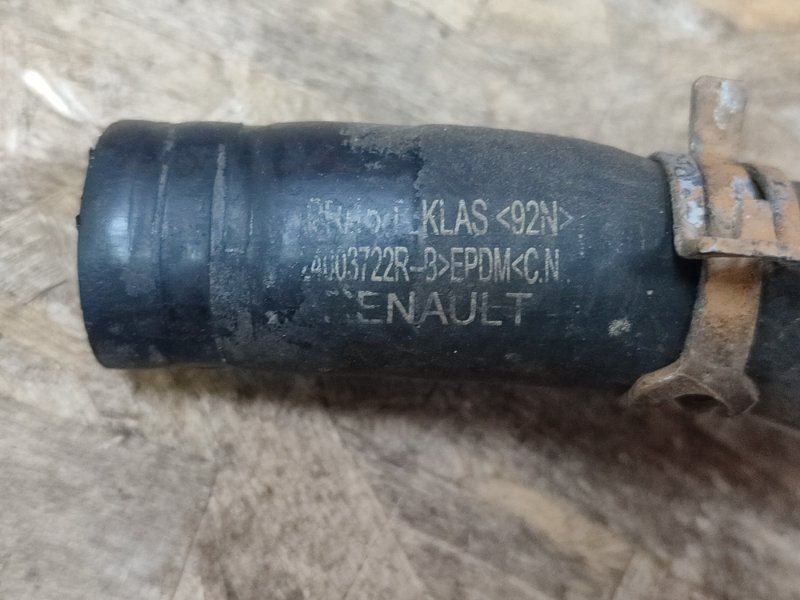 KLAS <92N>
4003722R-B>EPDM<C.N
RENAULT